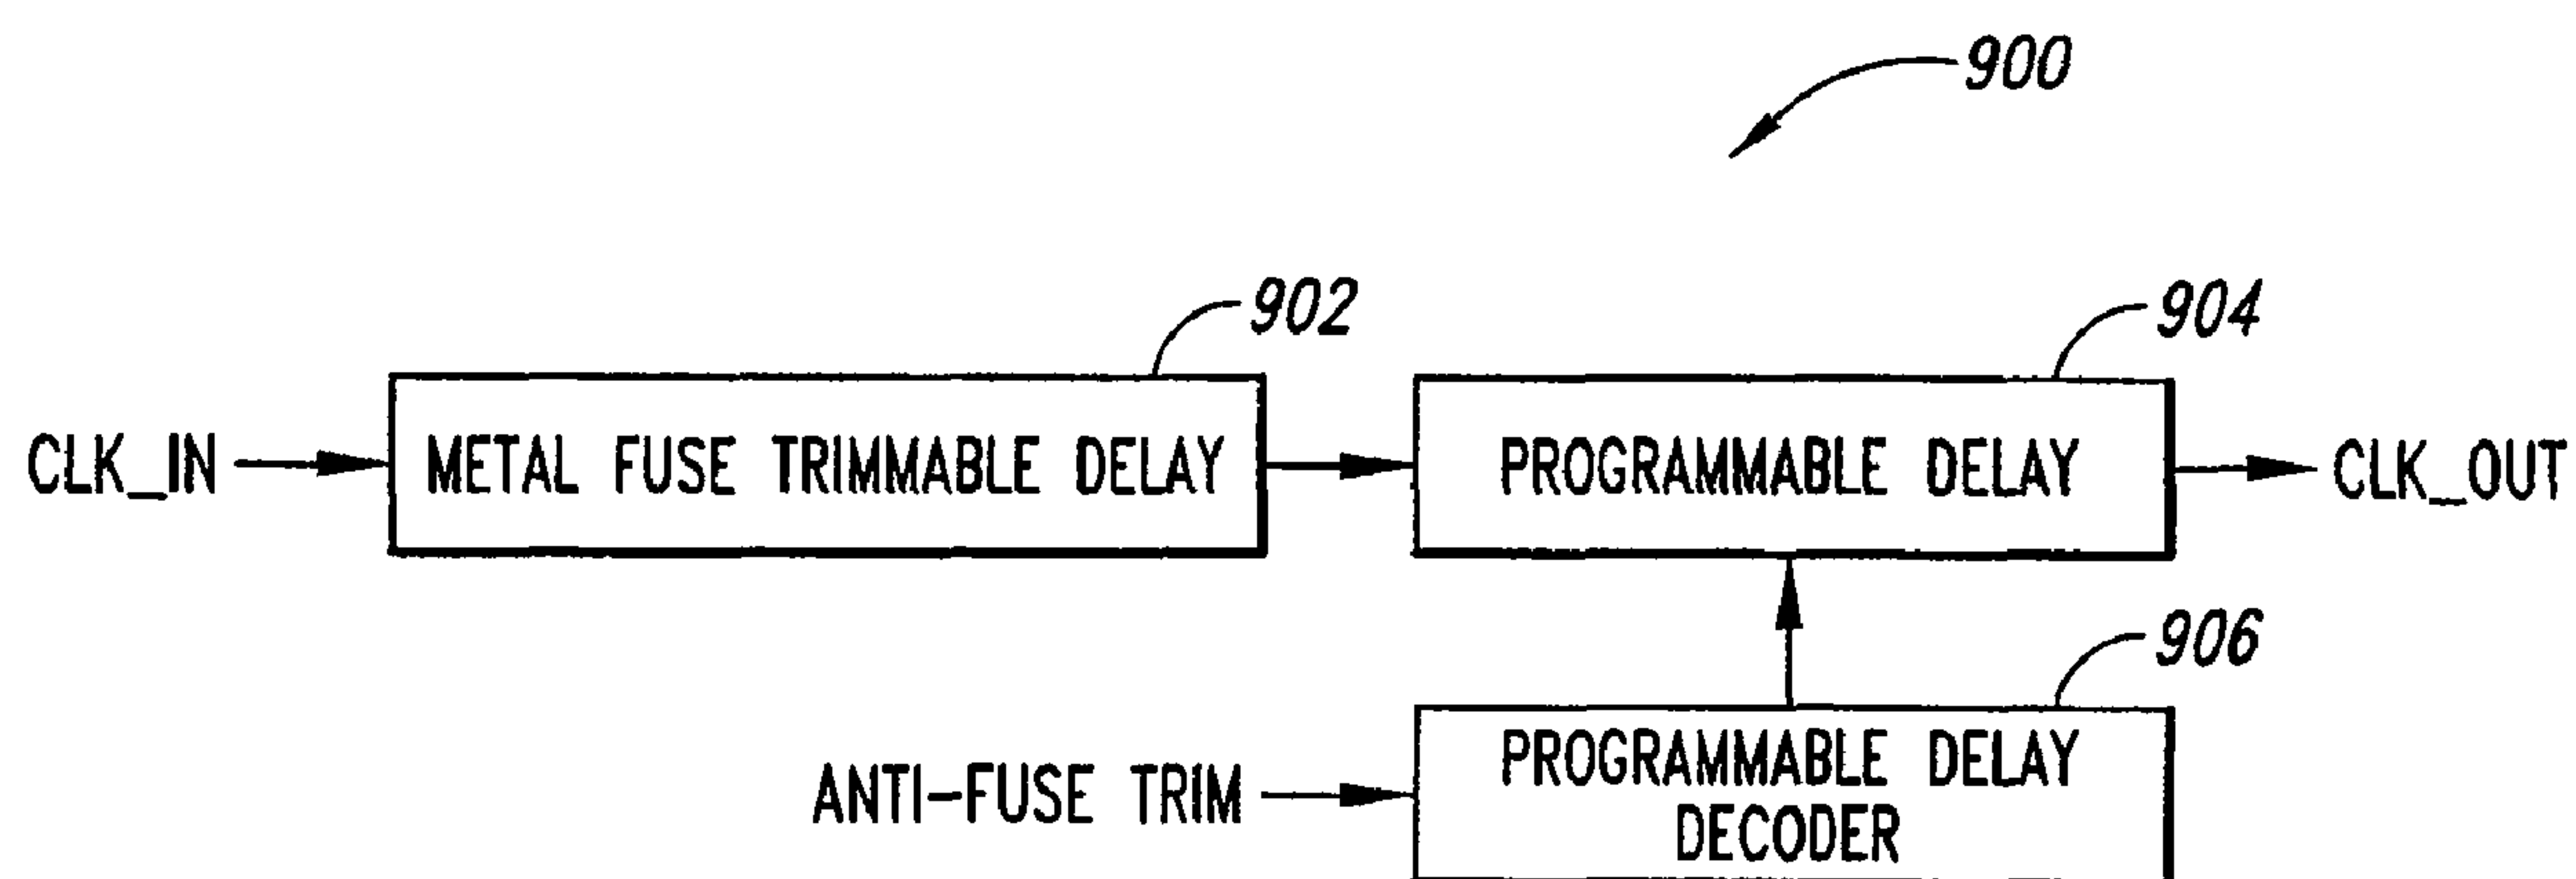 900
902
904
CLK_IN
METAL FUSE TRIMMABLE DELAY
PROGRAMMABLE DELAY
CLK_OUT
906
ANTI-FUSE TRIM
PROGRAMMABLE DELAY
DECODER